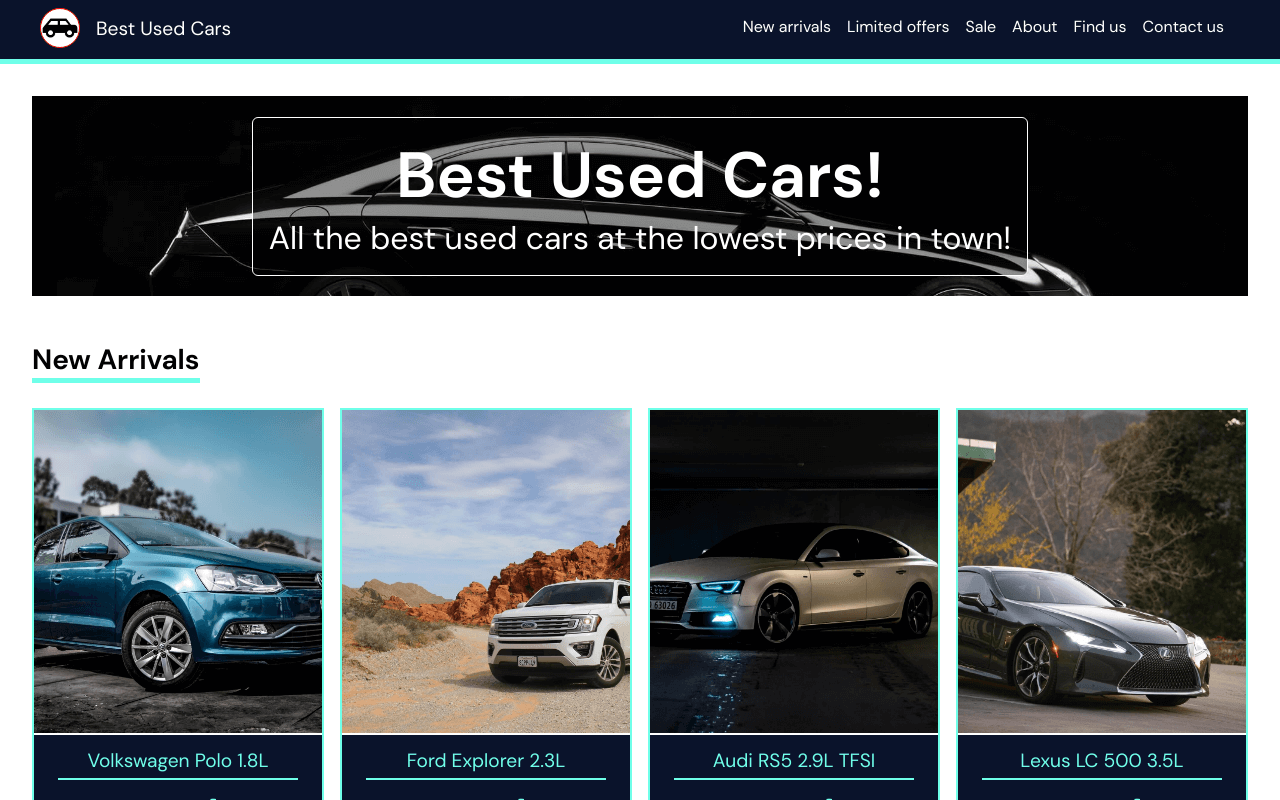 Best Used Cars
New arrivals Limited offers Sale About Find us Contact us
Best Used Cars!
All the best used cars at the lowest prices in town!
New Arrivals
Volkswagen Polo 1.8L
Ford Explorer 2.3L
Audi RS5 2.9L TFSI
Lexus LC 500 3.5L